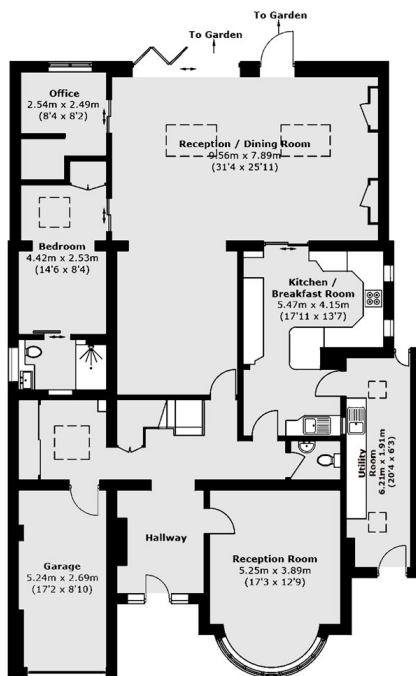 To Garden
To Garden
Office
2.54m x 2.49m
(8'4 x 8'2)
Reception / Dining Room
9.56m x 7.89m
(31'4 x 25'11)
Bedroom
4.42m x 2.53m
(14'6 x 8'4)
Kitchen /
Breakfast Room
5.47m x 4.15m
(17'11 x 13'7)
Utility
Room
6.21m x 1.91m
(20'4 x 6'3)
Hallway
Reception Room
5.25m x 3.89m
(17'3 x 12'9)
Garage
5.24m x 2.69m
(17'2 x 8'10)